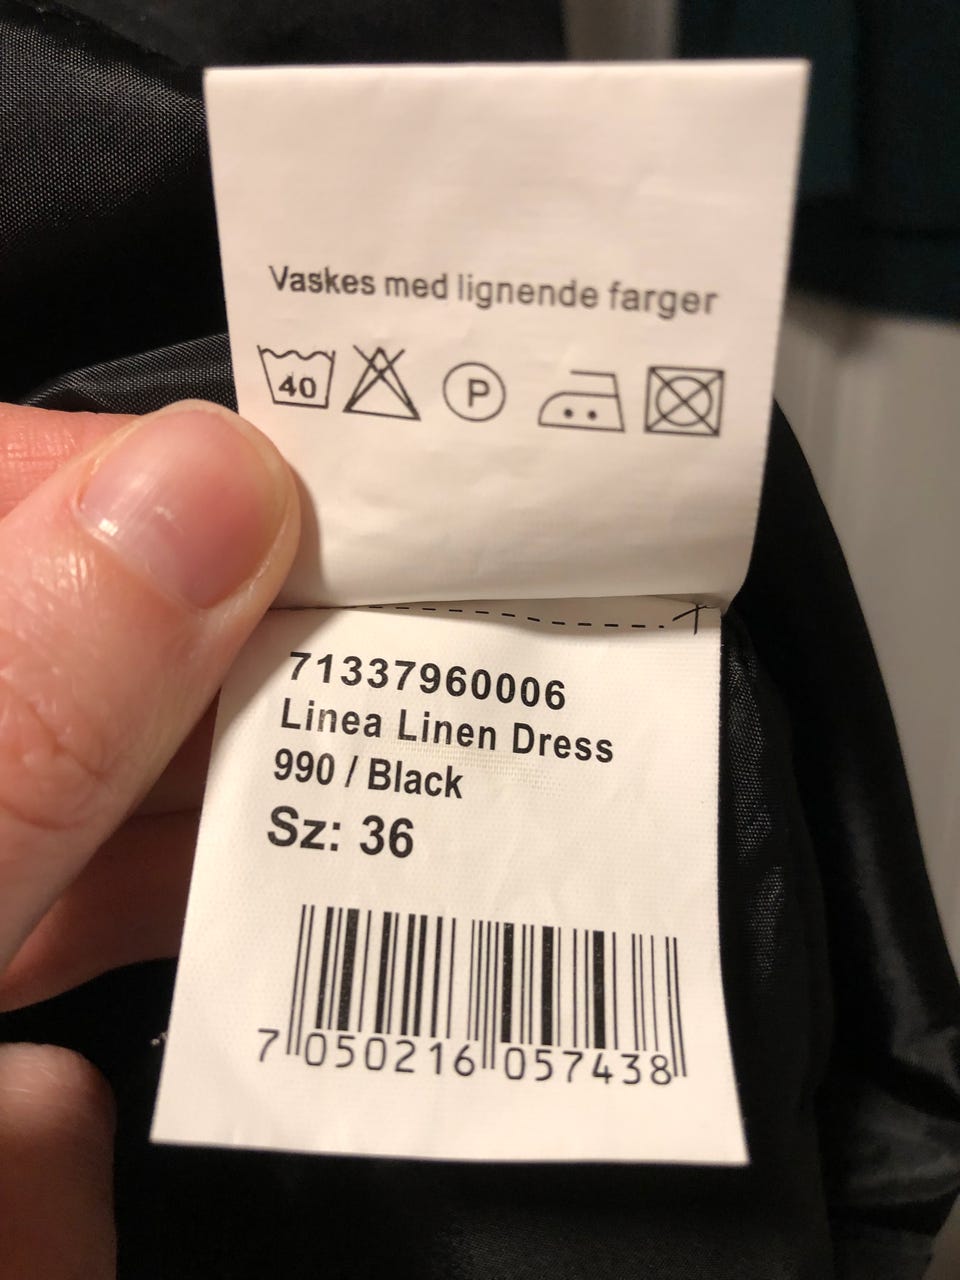 Vaskes med lignende farger
40 P
71337960006
Linea Linen Dress
990 / Black
Sz: 36
7 050216 057438